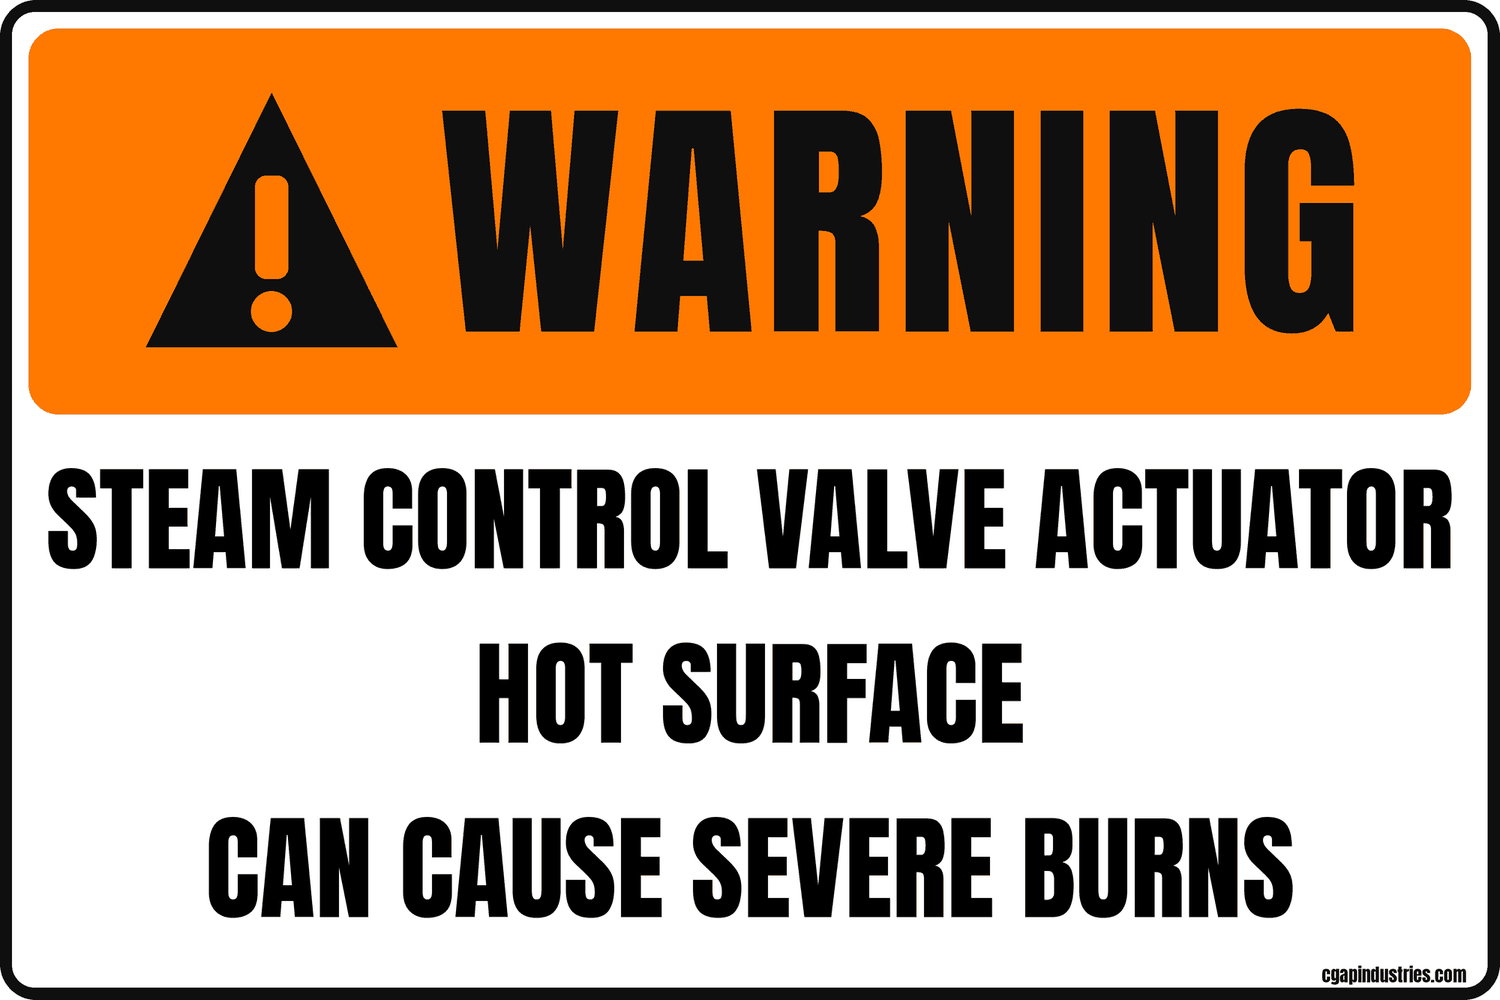 WARNING
STEAM CONTROL VALVE ACTUATOR
HOT SURFACE
CAN CAUSE SEVERE BURNS
cgapindustries.com